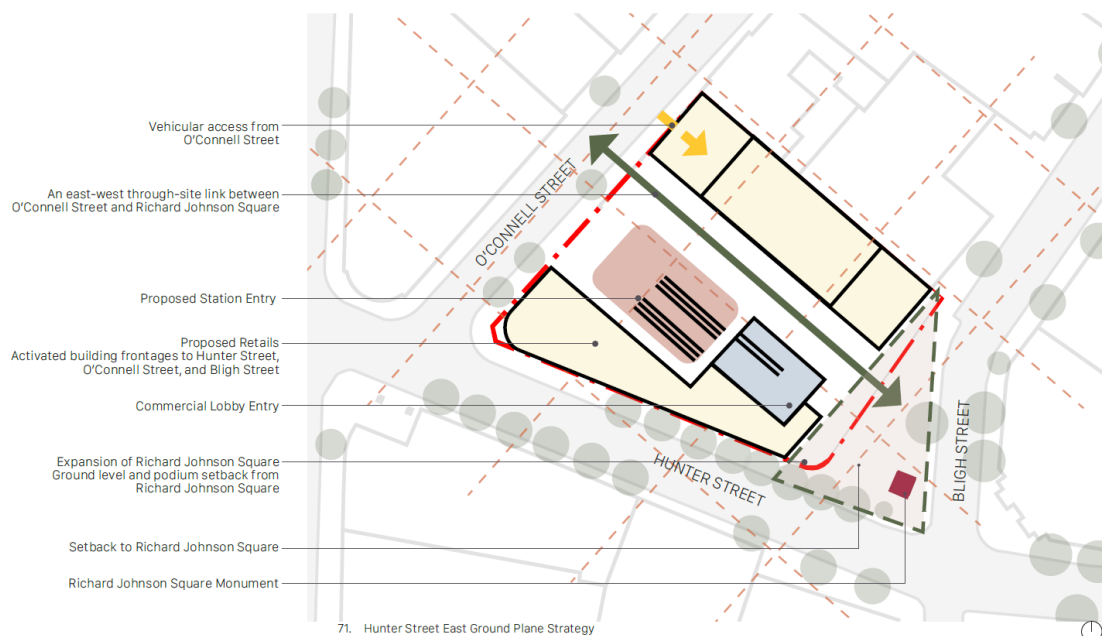 Vehicular access from
O'Connell Street
An east-west through-site link between
O'Connell Street and Richard Johnson Square
Proposed Station Entry
Proposed Retails
Activated building frontages to Hunter Street,
O'Connell Street, and Bligh Street
Commercial Lobby Entry
Expansion of Richard Johnson Square
Ground level and podium setback from
Richard Johnson Square
Setback to Richard Johnson Square
Richard Johnson Square Monument
O'CONNELL STREET
HUNTER STREET
BLIGH STREET
71. Hunter Street East Ground Plane Strategy